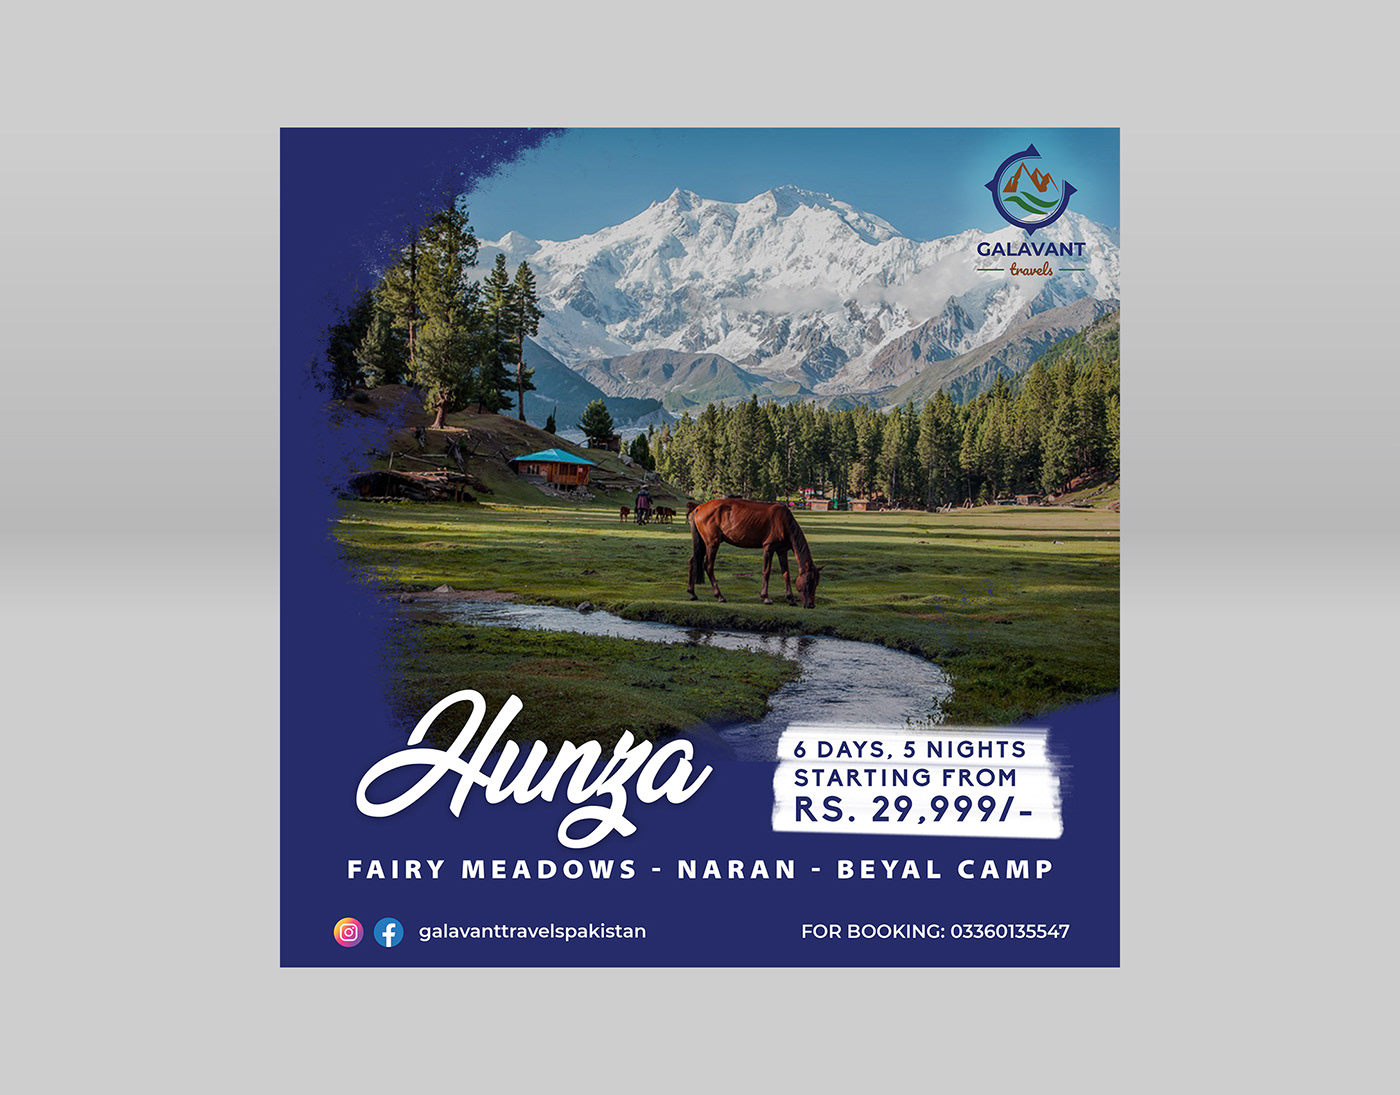 GALAVANT
travels
Hunza
6 DAYS, 5 NIGHTS
STARTING FROM
RS. 29,999/-
FAIRY MEADOWS - NARAN - BEYAL CAMP
galavanttravelspakistan
FOR BOOKING: 03360135547